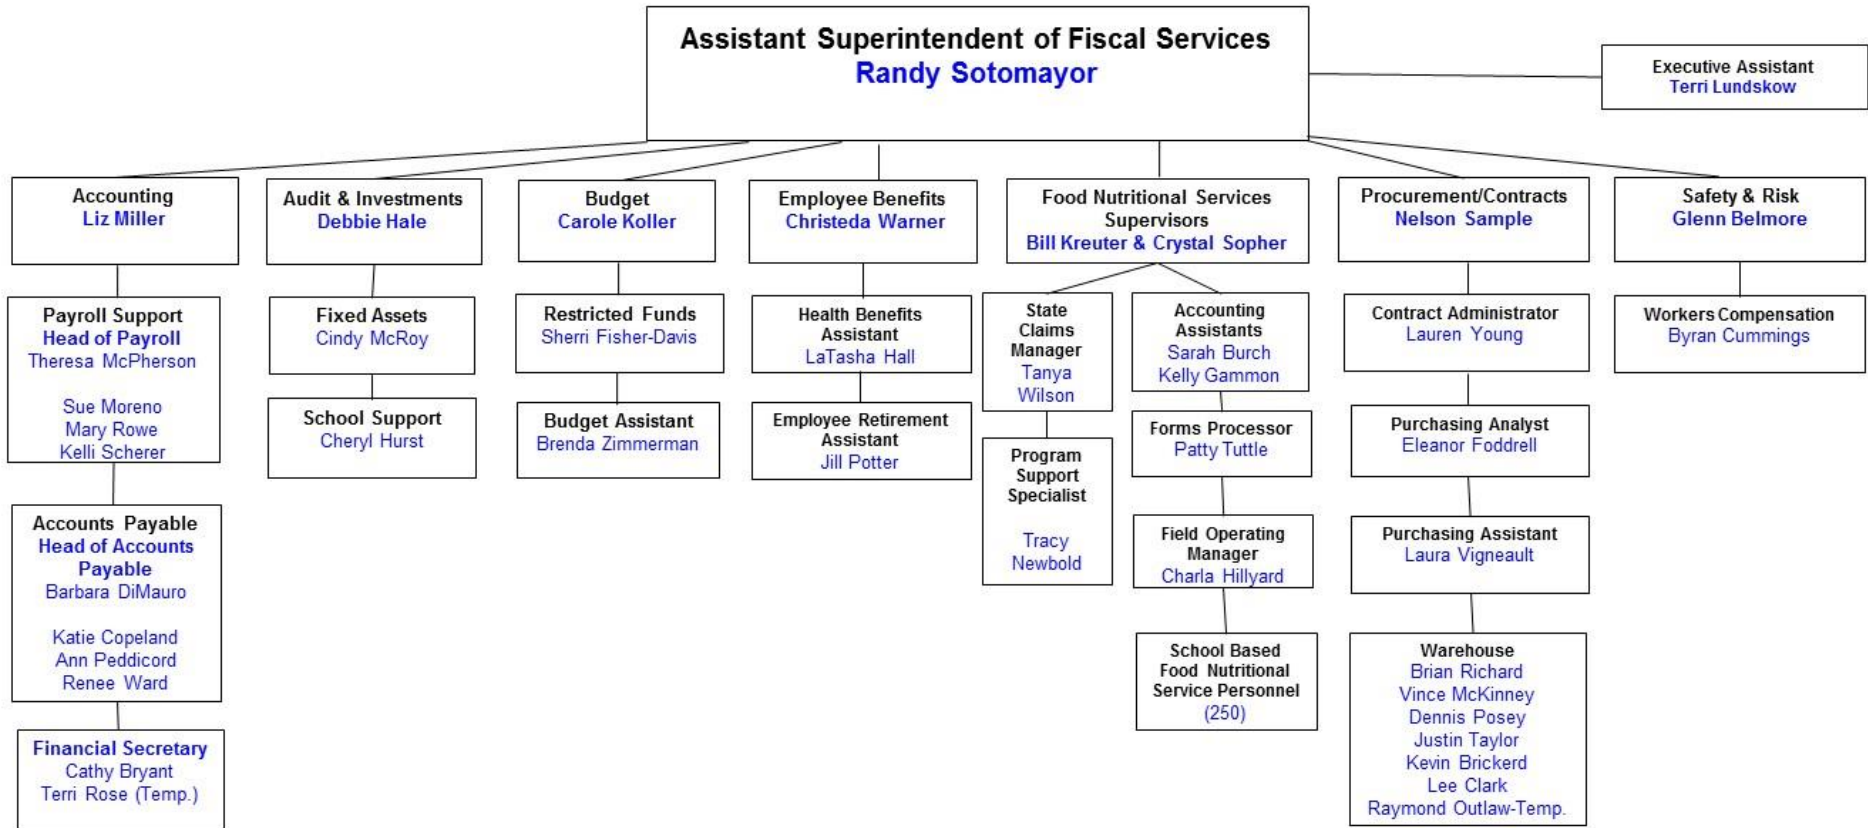 Assistant Superintendent of Fiscal Services
Randy Sotomayor
Executive Assistant
Terri Lundskow
Accounting
Liz Miller
Payroll Support
Head of Payroll
Theresa McPherson
Sue Moreno
Mary Rowe
Kelli Scherer
Accounts Payable
Head of Accounts
Payable
Barbara DiMauro
Katie Copeland
Ann Peddicord
Renee Ward
Financial Secretary
Cathy Bryant
Terri Rose (Temp.)
Audit & Investments
Debbie Hale
Fixed Assets
Cindy McRoy
School Support
Cheryl Hurst
Budget
Carole Koller
Restricted Funds
Sherri Fisher-Davis
Budget Assistant
Brenda Zimmerman
Employee Benefits
Christeda Warner
Health Benefits
Assistant
LaTasha Hall
Employee Retirement
Assistant
Jill Potter
Food Nutritional Services
Supervisors
Bill Kreuter & Crystal Sopher
State
Claims
Manager
Tanya
Wilson
Program
Support
Specialist
Tracy
Newbold
Accounting
Assistants
Sarah Burch
Kelly Gammon
Forms Processor
Patty Tuttle
Field Operating
Manager
Charla Hillyard
School Based
Food Nutritional
Service Personnel
(250)
Procurement/Contracts
Nelson Sample
Contract Administrator
Lauren Young
Purchasing Analyst
Eleanor Foddrell
Purchasing Assistant
Laura Vigneault
Warehouse
Brian Richard
Vince McKinney
Dennis Posey
Justin Taylor
Kevin Brickerd
Lee Clark
Raymond Outlaw-Temp.
Safety & Risk
Glenn Belmore
Workers Compensation
Byran Cummings